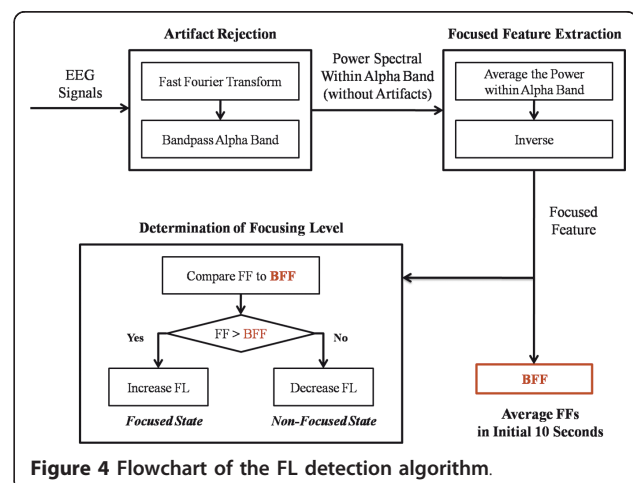 Artifact Rejection
EEG
Signals
Fast Fourier Transform
Bandpass Alpha Band
Power Spectral
Within Alpha Band
(without Artifacts)
Focused Feature Extraction
Average the Power
within Alpha Band
Inverse
Focused
Feature
Determination of Focusing Level
Compare FF to BFF
FF > BFF
Yes
No
Increase FL
Decrease FL
Focused State
Non-Focused State
BFF
Average FFs
in Initial 10 Seconds
Figure 4 Flowchart of the FL detection algorithm.